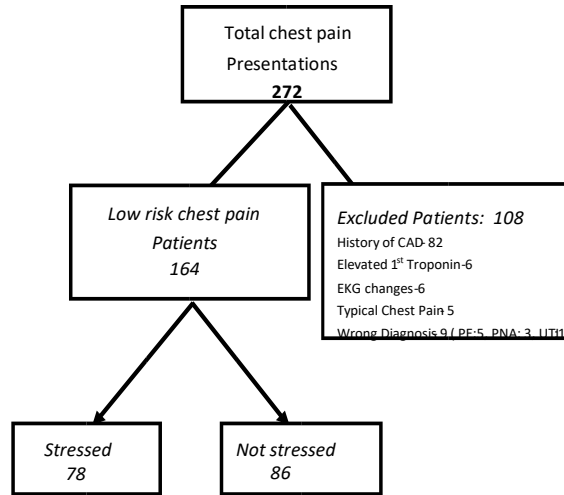 Total chest pain
Presentations
272
Low risk chest pain
Patients
164
Excluded Patients: 108
History of CAD- 82
Elevated 1st Troponin-6
EKG changes-6
Typical Chest Pain- 5
Wrong Diagnosis-9 ( PE:5, PNA: 3, UTI1
Stressed
78
Not stressed
86